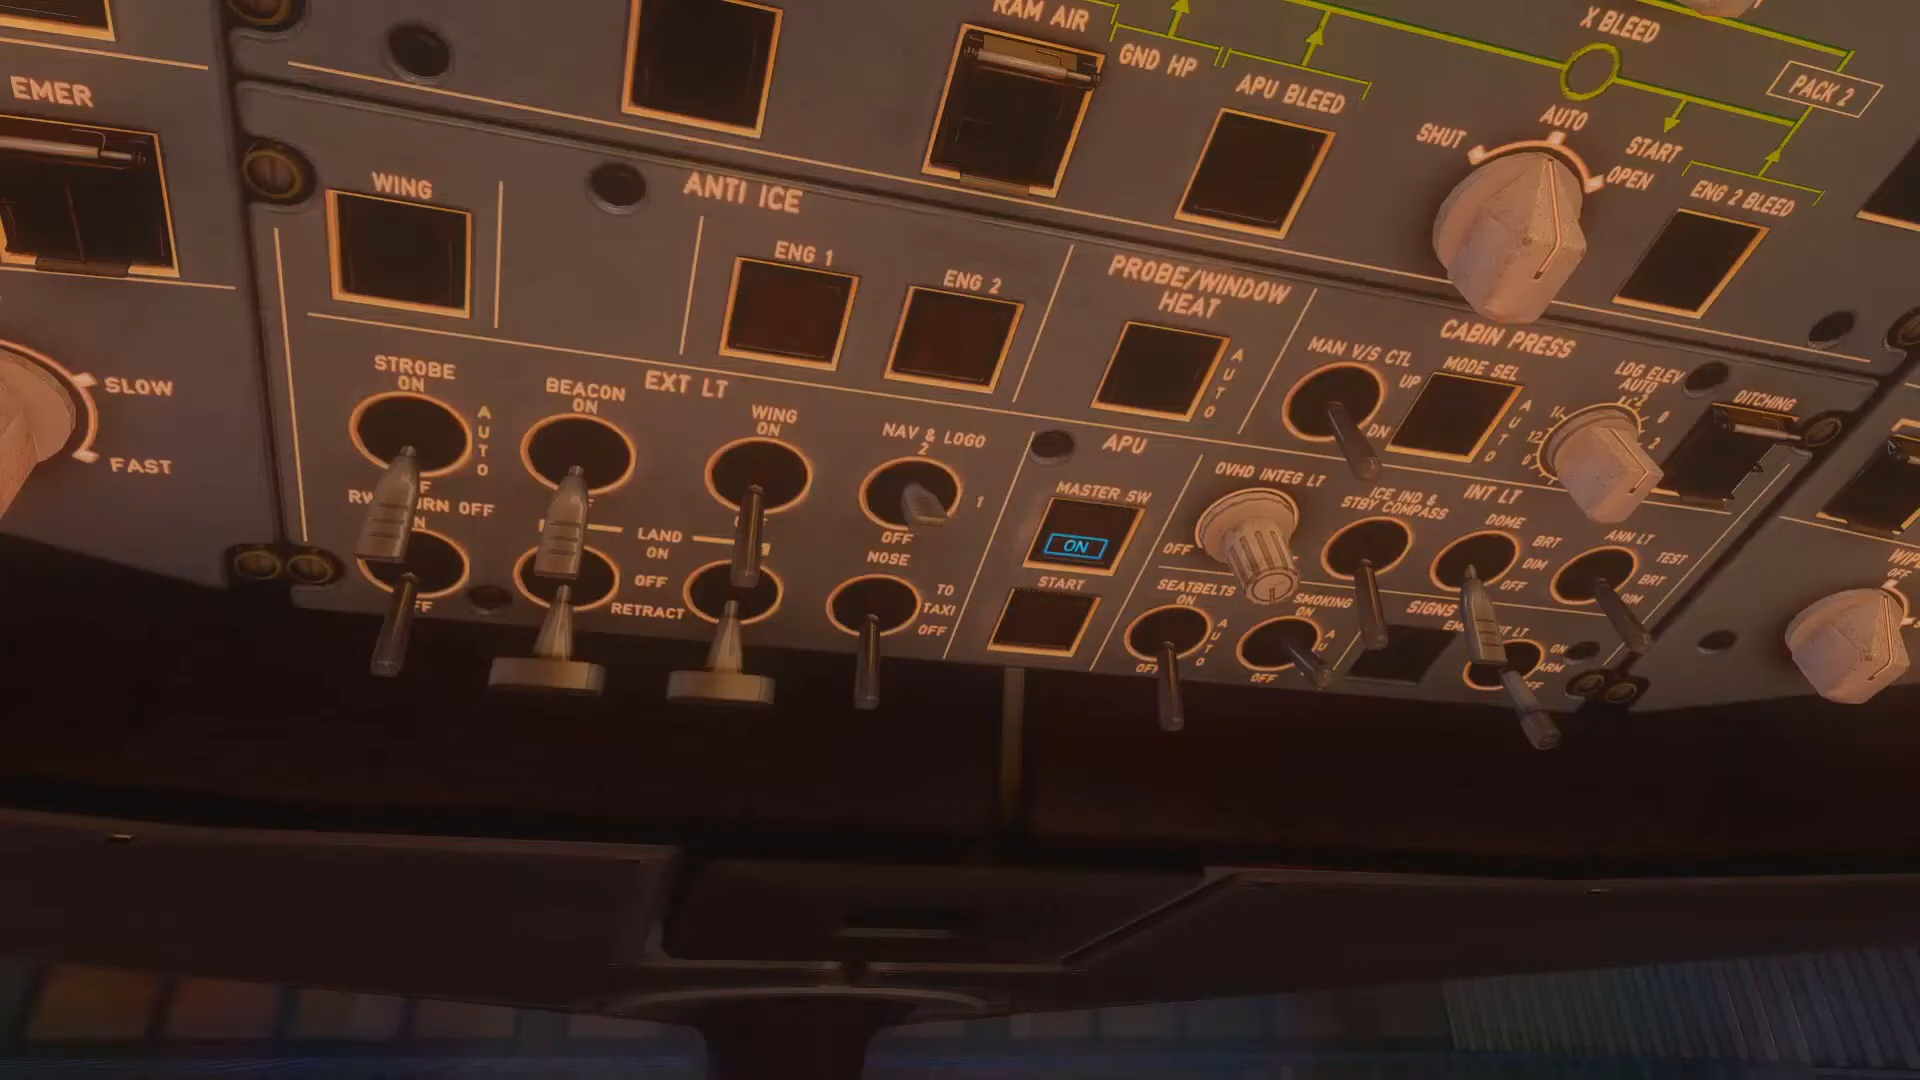 RAM AIR
GND HP
APU BLEED
X BLEED
PACK 2
SHUT
AUTO
OPEN
START
ENG 2 BLEED
EMER
WING
ANTI ICE
ENG 1
ENG 2
PROBE/WINDOW
HEAT
AUTO
CABIN PRESS
MAN V/S CTL
UP
DN
MODE SEL
AUTO
LDG ELEV
AUTO
DITCHING
SLOW
FAST
EXT LT
STROBE
ON
AUTO
BEACON
ON
WING
ON
NAV & LOGO
2
1
OFF
LAND
ON
OFF
RETRACT
NOSE
TO
TAXI
OFF
APU
MASTER SW
ON
START
OVHD INTEG LT
OFF
INT LT
ICE IND &
STBY COMPASS
DOME
BRT
DIM
OFF
ANN LT
TEST
BRT
DIM
SEATBELTS
ON
AUTO
OFF
SMOKING
ON
OFF
SIGNS
ON
ARM
OFF